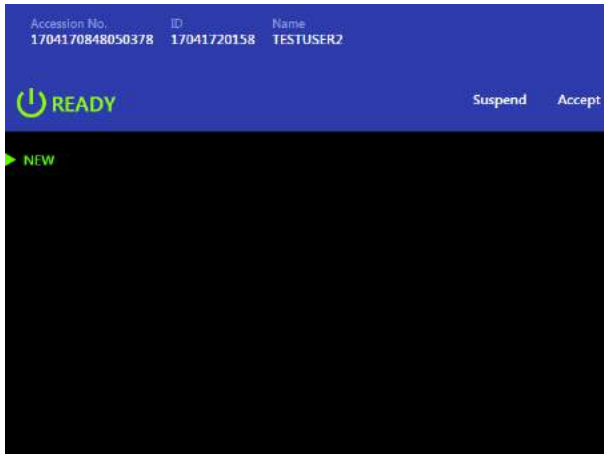 Accession No. ID Name
1704170848050378 17041720158 TESTUSER2
READY Suspend Accept
NEW